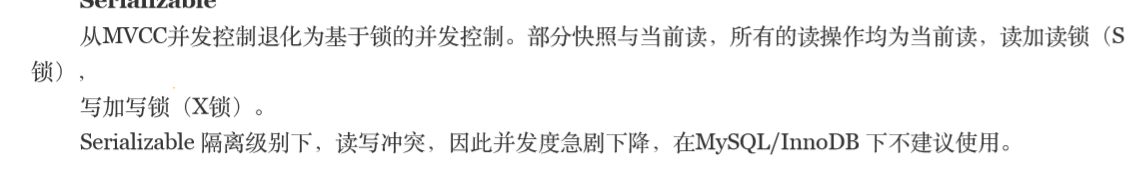 Serializable
从MVCC并发控制退化为基于锁的并发控制。部分快照与当前读，所有的读操作均为当前读，读加读锁（S
锁），
写加写锁（X锁）。
Serializable 隔离级别下，读写冲突，因此并发度急剧下降，在MySQL/InnoDB 下不建议使用。